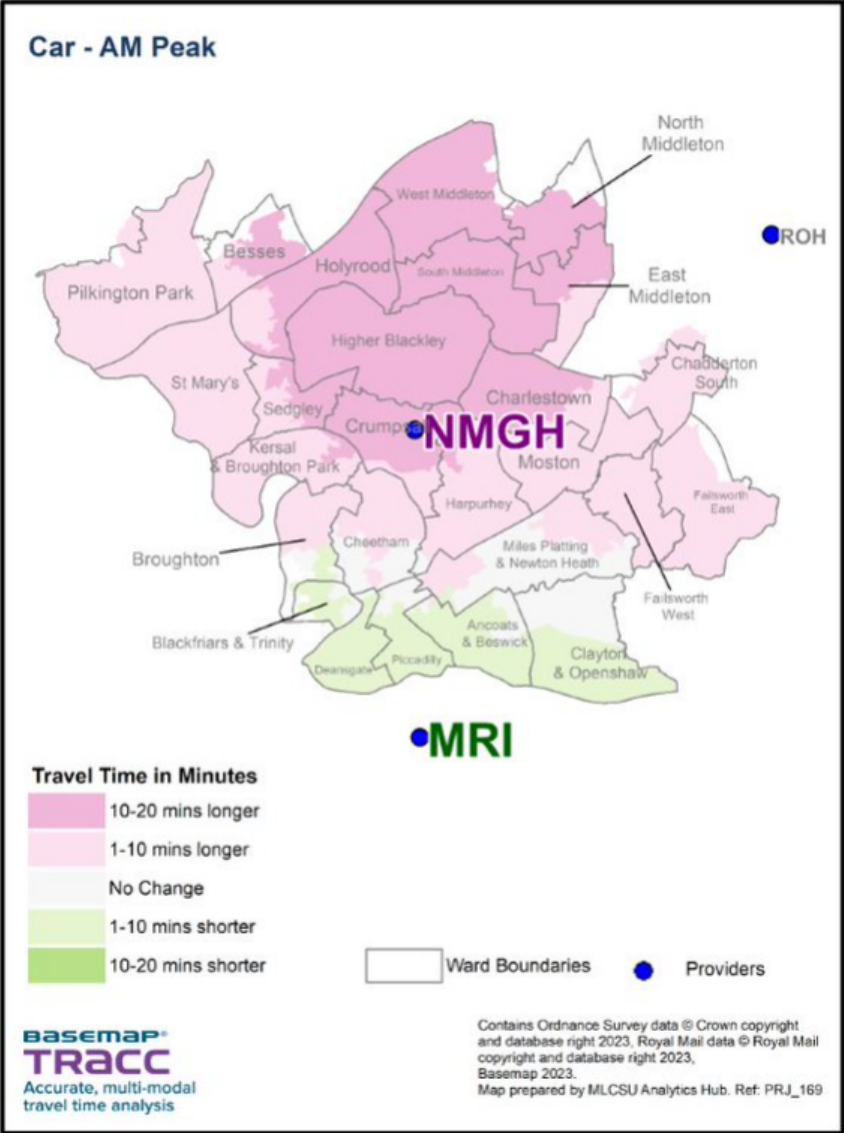 Car - AM Peak
North
Middleton
West Middleton
ROH
Besses
Holyrood
South Middleton
East
Middleton
Pilkington Park
Higher Blackley
Chadderton
South
St Mary's
Charlestown
Sedgley
Crumpsa
NMGH
Kersal
& Broughton Park
Moston
Harpurhey
Failsworth
East
Broughton
Cheetham
Miles Platting
& Newton Heath
Failsworth
West
Blackfriars & Trinity
Ancoats
& Beswick
Deansgate
Piccadilly
Clayton
& Openshaw
MRI
Travel Time in Minutes
10-20 mins longer
1-10 mins longer
No Change
1-10 mins shorter
10-20 mins shorter
Ward Boundaries
Providers
BASEMAP®
TRACC
Accurate, multi-modal
travel time analysis
Contains Ordnance Survey data © Crown copyright
and database right 2023, Royal Mail data © Royal Mail
copyright and database right 2023,
Basemap 2023.
Map prepared by MLCSU Analytics Hub. Ref: PRJ_169